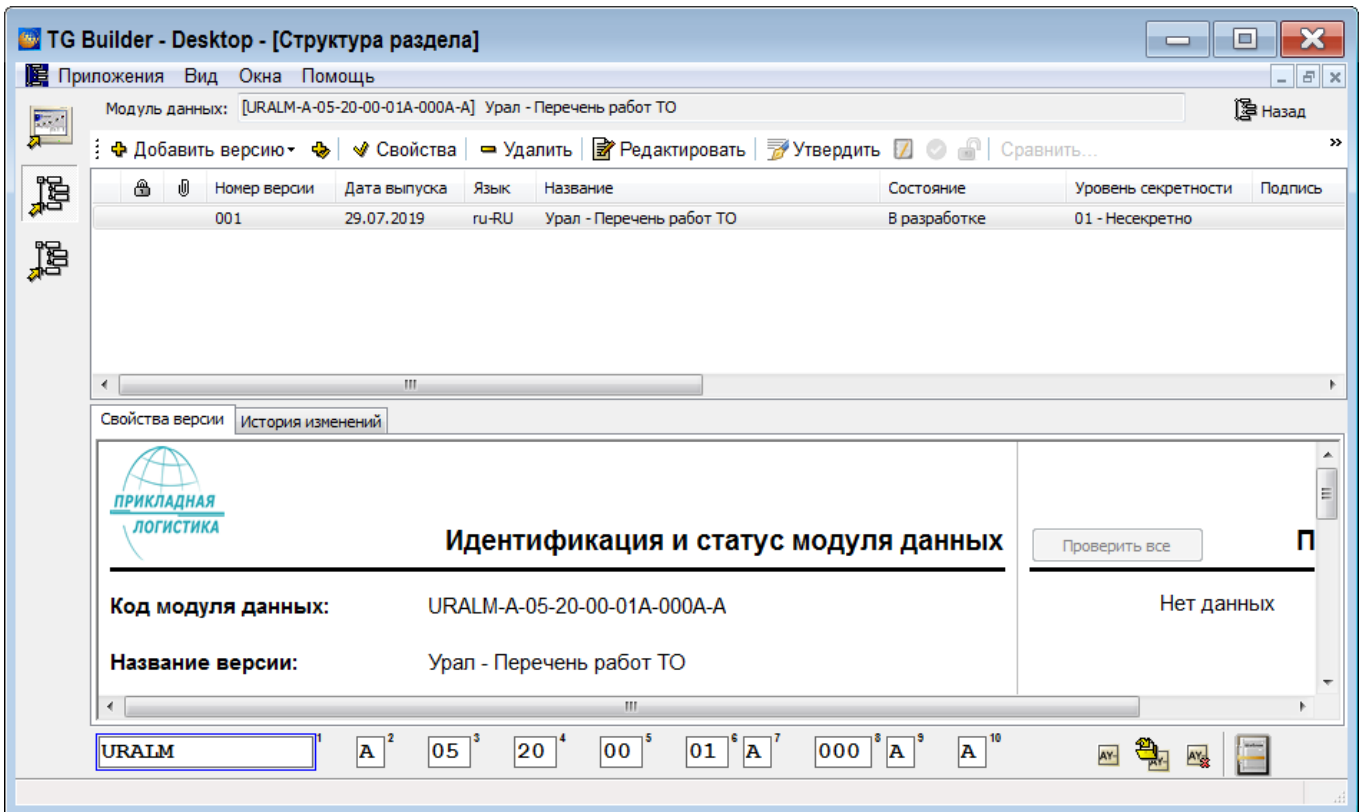 TG Builder - Desktop - [Структура раздела]
Приложения Вид Окна Помощь
Модуль данных: [URALM-A-05-20-00-01A-000A-A] Урал - Перечень работ ТО Назад
Добавить версию Свойства Удалить Редактировать Утвердить Сравнить... »
Номер версии Дата выпуска Язык Название Состояние Уровень секретности Подпись
001 29.07.2019 ru-RU Урал - Перечень работ ТО В разработке 01 - Несекретно
Свойства версии История изменений
ПРИКЛАДНАЯ
ЛОГИСТИКА
Идентификация и статус модуля данных Проверить все П
Код модуля данных: URALM-A-05-20-00-01A-000A-A Нет данных
Название версии: Урал - Перечень работ ТО
URALM 1 A 2 05 3 20 4 00 5 01 6 A 7 000 8 A 9 A 10 AY- AY- AY-